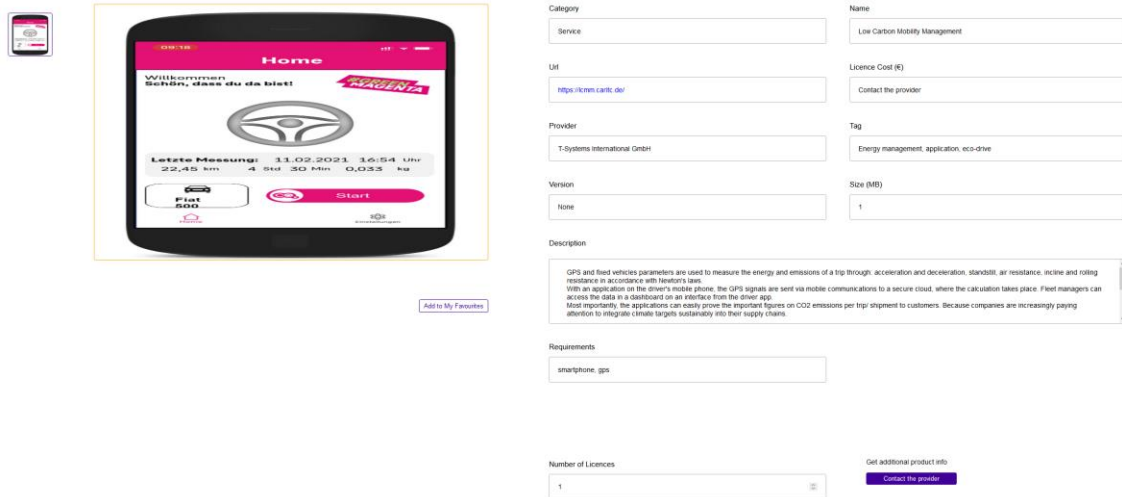 09:18
Home
Willkommen
Schön, dass du da bist!
#GREEN
MAGENTA
Letzte Messung: 11.02.2021 16:54 Uhr
22,45 km 4 Std 30 Min 0,033 kg
Fiat
500
Start
Home
Einstellungen
Add to My Favourites
Category
Service
Name
Low Carbon Mobility Management
Url
https://lcmm.caritc.de/
Licence Cost (€)
Contact the provider
Provider
T-Systems International GmbH
Tag
Energy management, application, eco-drive
Version
None
Size (MB)
1
Description
GPS and fixed vehicles parameters are used to measure the energy and emissions of a trip through: acceleration and deceleration, standstill, air resistance, incline and rolling
resistance in accordance with Newton's laws.
With an application on the driver's mobile phone, the GPS signals are sent via mobile communications to a secure cloud, where the calculation takes place. Fleet managers can
access the data in a dashboard on an interface from the driver app.
Most importantly, the applications can easily prove the important figures on CO2 emissions per trip/ shipment to customers. Because companies are increasingly paying
attention to integrate climate targets sustainably into their supply chains.
Requirements
smartphone, gps
Number of Licences
1
Get additional product info
Contact the provider